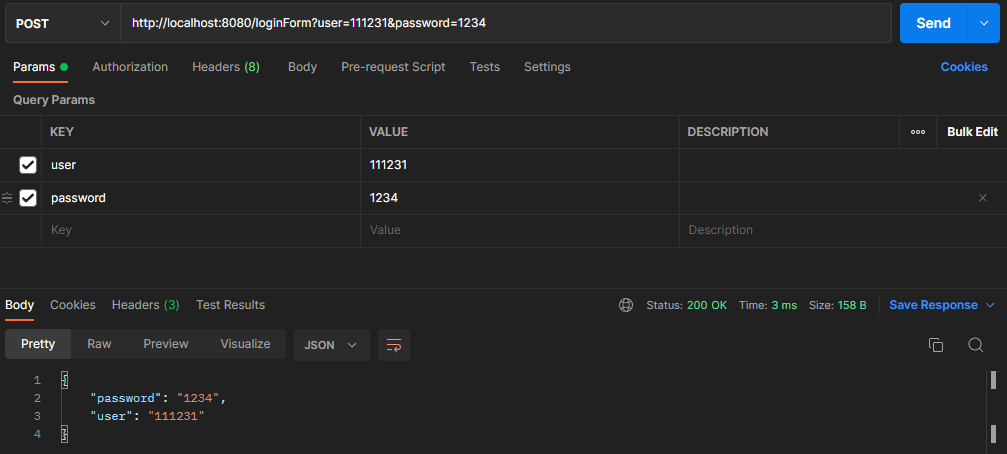 POST http://localhost:8080/loginForm?user=111231&password=1234 Send
Params Authorization Headers (8) Body Pre-request Script Tests Settings Cookies
Query Params
KEY VALUE DESCRIPTION Bulk Edit
user 111231
password 1234
Key Value Description
Body Cookies Headers (3) Test Results Status: 200 OK Time: 3 ms Size: 158 B Save Response
Pretty Raw Preview Visualize JSON
1 {
2 "password": "1234",
3 "user": "111231"
4 }